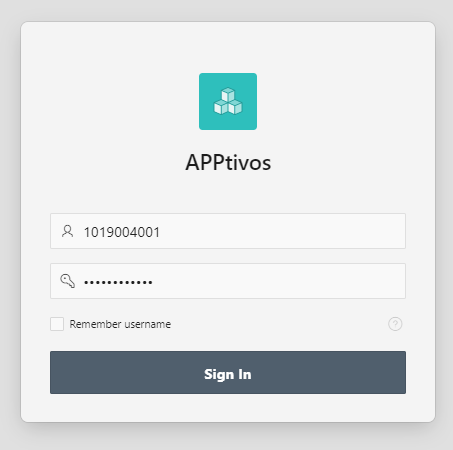 APPtivos
1019004001
••••••••••••
Remember username
?
Sign In